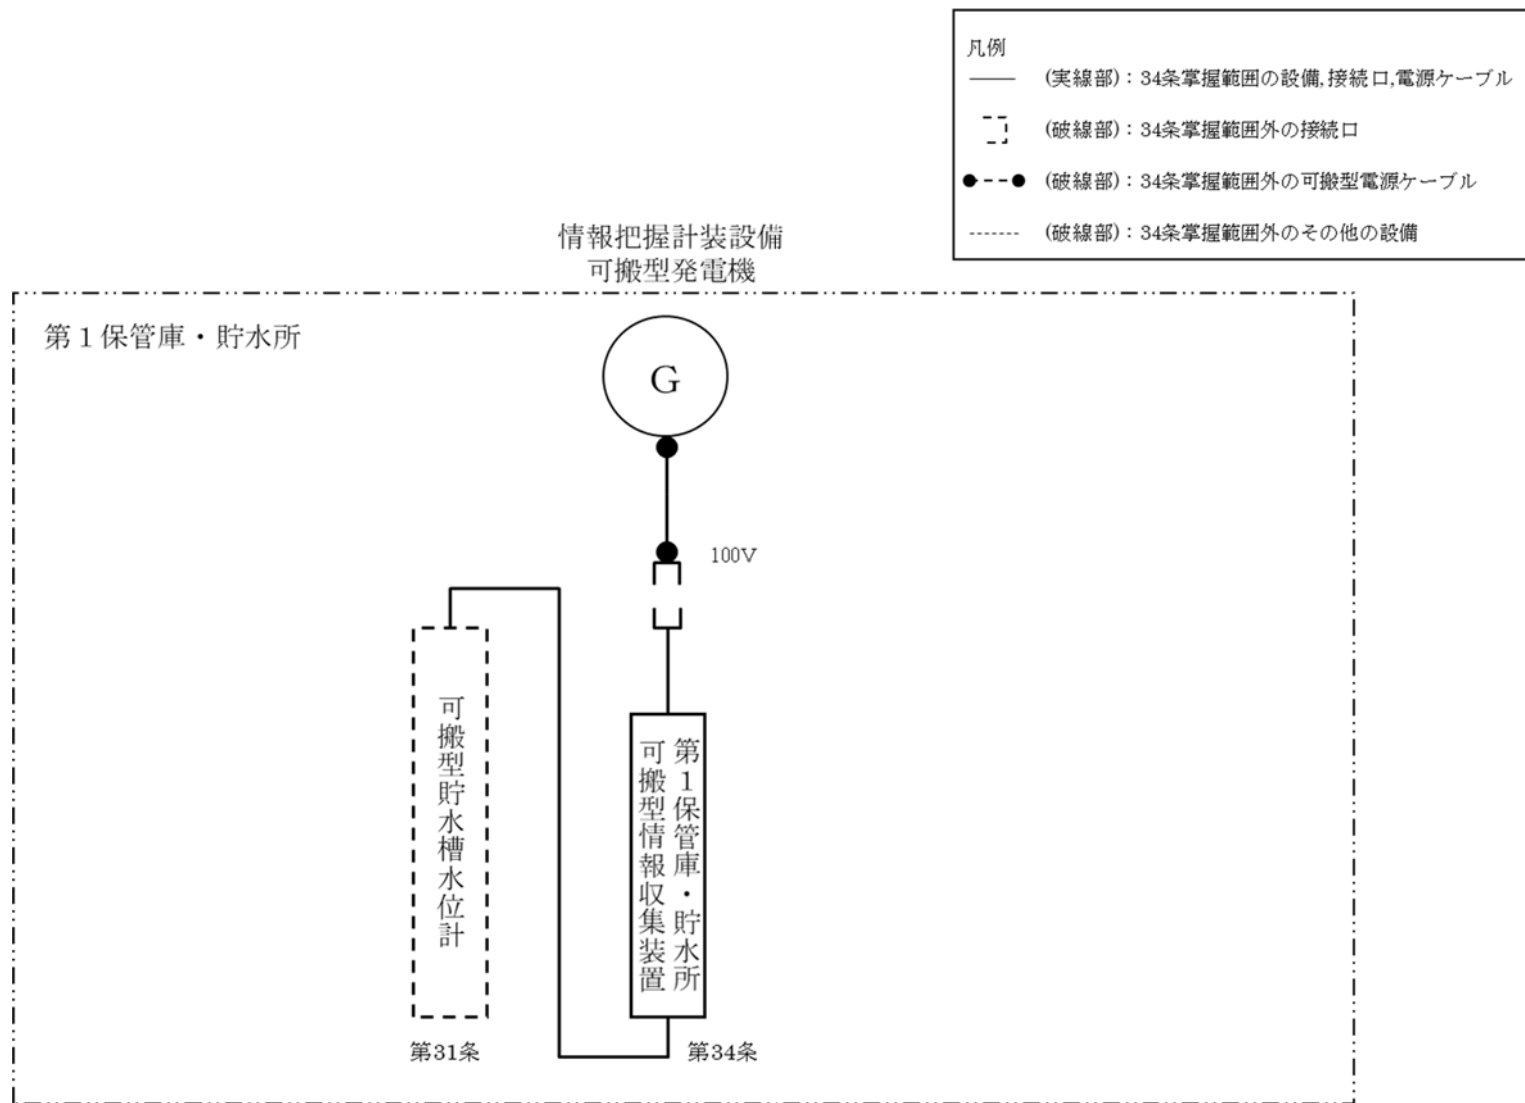 凡例
(実線部)：34条掌握範囲の設備,接続口,電源ケーブル
(破線部)：34条掌握範囲外の接続口
(破線部)：34条掌握範囲外の可搬型電源ケーブル
(破線部)：34条掌握範囲外のその他の設備
情報把握計装設備
可搬型発電機
第１保管庫・貯水所
G
100V
可搬型貯水槽水位計
第１保管庫・貯水所
可搬型情報収集装置
第31条
第34条